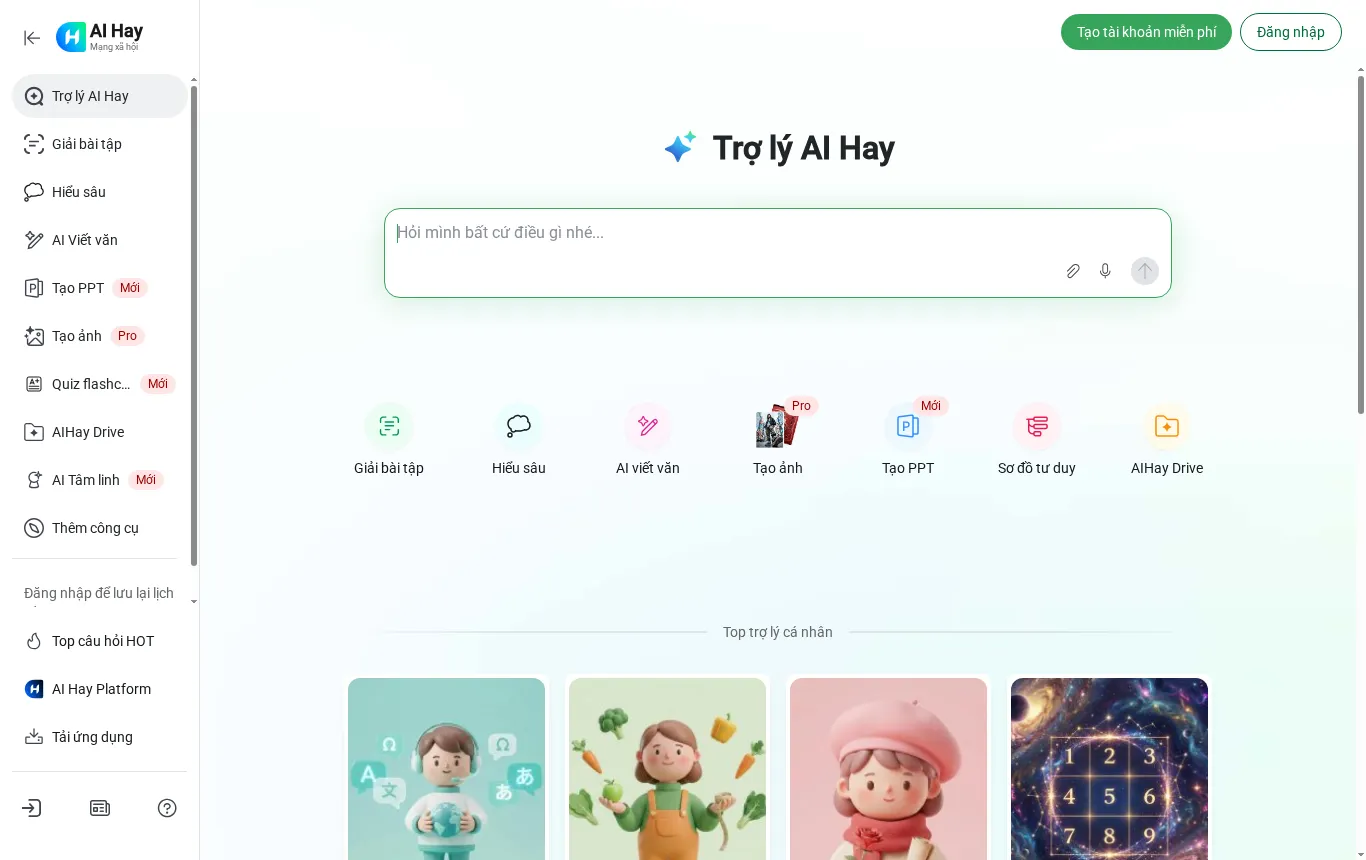 AI Hay
Mạng xã hội
Trợ lý AI Hay
Giải bài tập
Hiểu sâu
AI Viết văn
Tạo PPT Mới
Tạo ảnh Pro
Quiz flashc... Mới
AIHay Drive
AI Tâm linh Mới
Thêm công cụ
Đăng nhập để lưu lại lịch
Top câu hỏi HOT
AI Hay Platform
Tải ứng dụng
Tạo tài khoản miễn phí
Đăng nhập
Trợ lý AI Hay
Hỏi mình bất cứ điều gì nhé...
Giải bài tập
Hiểu sâu
AI viết văn
Pro
Tạo ảnh
Mới
Tạo PPT
Sơ đồ tư duy
AIHay Drive
Top trợ lý cá nhân
Ω Ω
A 文 あ あ
1 2 3
4 5 6
7 8 9